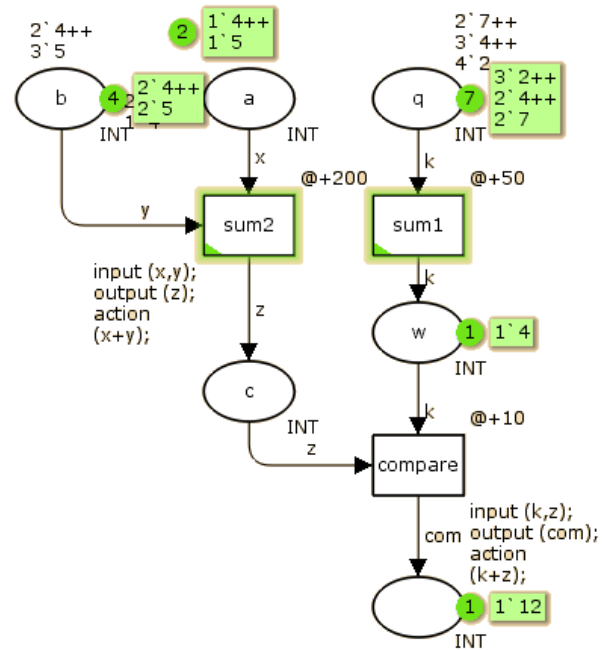 2`4++
3`5
2
1`4++
1`5
2`7++
3`4++
4`2
b
4
2`4++
2`5
a
q
7
3`2++
2`4++
2`7
INT
INT
INT
x
k
@+200
@+50
y
sum2
sum1
input (x,y);
output (z);
action
(x+y);
z
k
w
1
1`4
INT
c
INT
k
@+10
z
compare
input (k,z);
com
output (com);
action
(k+z);
1
1`12
INT